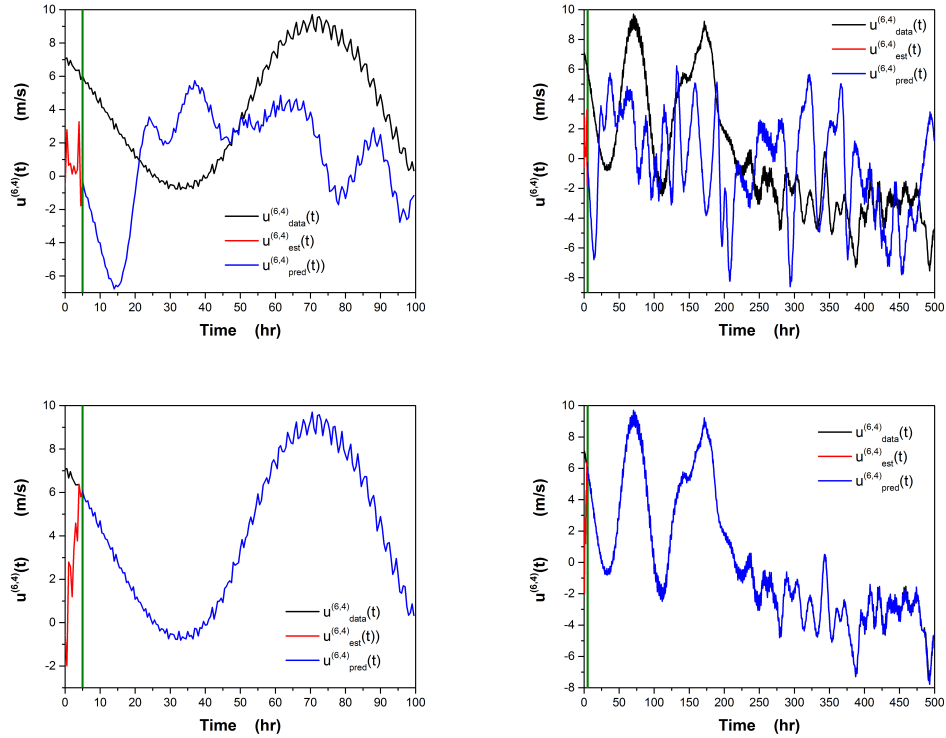 u(6,4)(t) (m/s)
10
8
6
4
2
0
-2
-4
-6
u(6,4)data(t)
u(6,4)est(t)
u(6,4)pred(t))
0 10 20 30 40 50 60 70 80 90 100
Time (hr)
u(6,4)(t) (m/s)
10
8
6
4
2
0
-2
-4
-6
-8
u(6,4)data(t)
u(6,4)est(t)
u(6,4)pred(t)
0 50 100 150 200 250 300 350 400 450 500
Time (hr)
u(6,4)(t) (m/s)
10
8
6
4
2
0
-2
u(6,4)data(t)
u(6,4)est(t))
u(6,4)pred(t)
0 10 20 30 40 50 60 70 80 90 100
Time (hr)
u(6,4)(t) (m/s)
10
8
6
4
2
0
-2
-4
-6
-8
u(6,4)data(t)
u(6,4)est(t)
u(6,4)pred(t)
0 50 100 150 200 250 300 350 400 450 500
Time (hr)